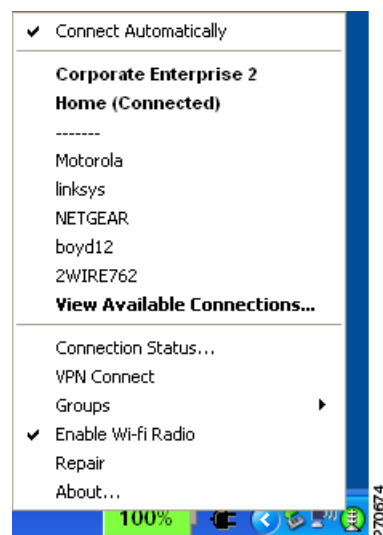 Connect Automatically
Corporate Enterprise 2
Home (Connected)
-------
Motorola
linksys
NETGEAR
boyd12
2WIRE762
View Available Connections...
Connection Status...
VPN Connect
Groups
Enable Wi-fi Radio
Repair
About...
100%
270674